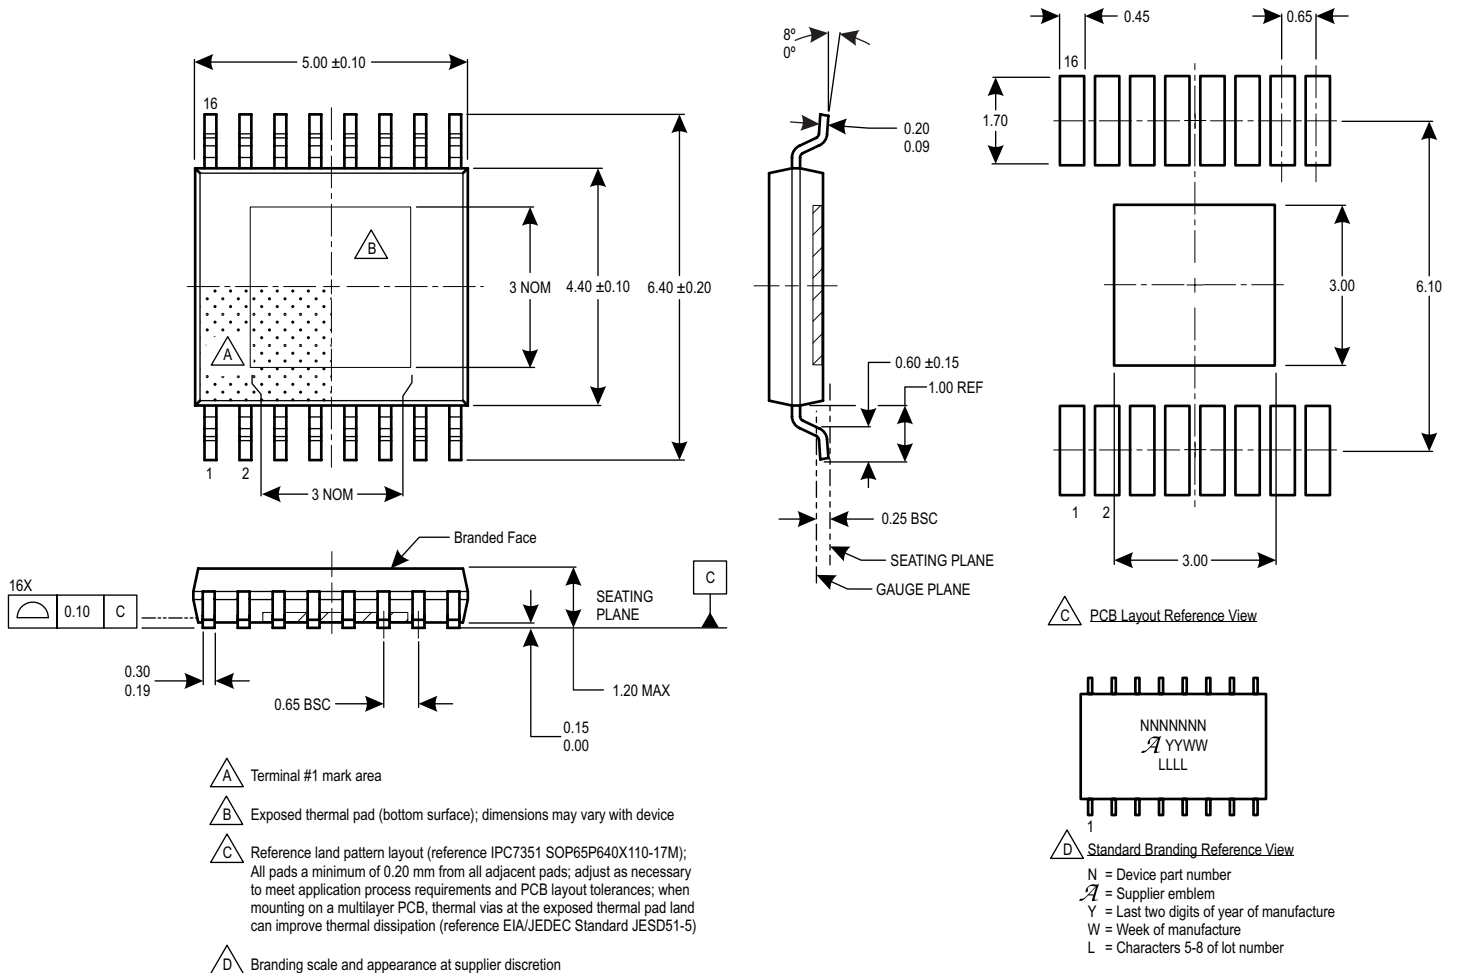 5.00 ±0.10
16
B
A
3 NOM
4.40 ±0.10
6.40 ±0.20
1 2
3 NOM
8º
0º
0.20
0.09
0.60 ±0.15
1.00 REF
0.25 BSC
SEATING PLANE
GAUGE PLANE
0.45
0.65
16
1.70
3.00
6.10
1 2
3.00
C PCB Layout Reference View
Branded Face
16X
0.10 C
SEATING
PLANE
C
0.30
0.19
0.65 BSC
1.20 MAX
0.15
0.00
A Terminal #1 mark area
B Exposed thermal pad (bottom surface); dimensions may vary with device
C Reference land pattern layout (reference IPC7351 SOP65P640X110-17M);
All pads a minimum of 0.20 mm from all adjacent pads; adjust as necessary
to meet application process requirements and PCB layout tolerances; when
mounting on a multilayer PCB, thermal vias at the exposed thermal pad land
can improve thermal dissipation (reference EIA/JEDEC Standard JESD51-5)
D Branding scale and appearance at supplier discretion
NNNNNNN
A YYWW
LLLL
1
D Standard Branding Reference View
N = Device part number
A = Supplier emblem
Y = Last two digits of year of manufacture
W = Week of manufacture
L = Characters 5-8 of lot number